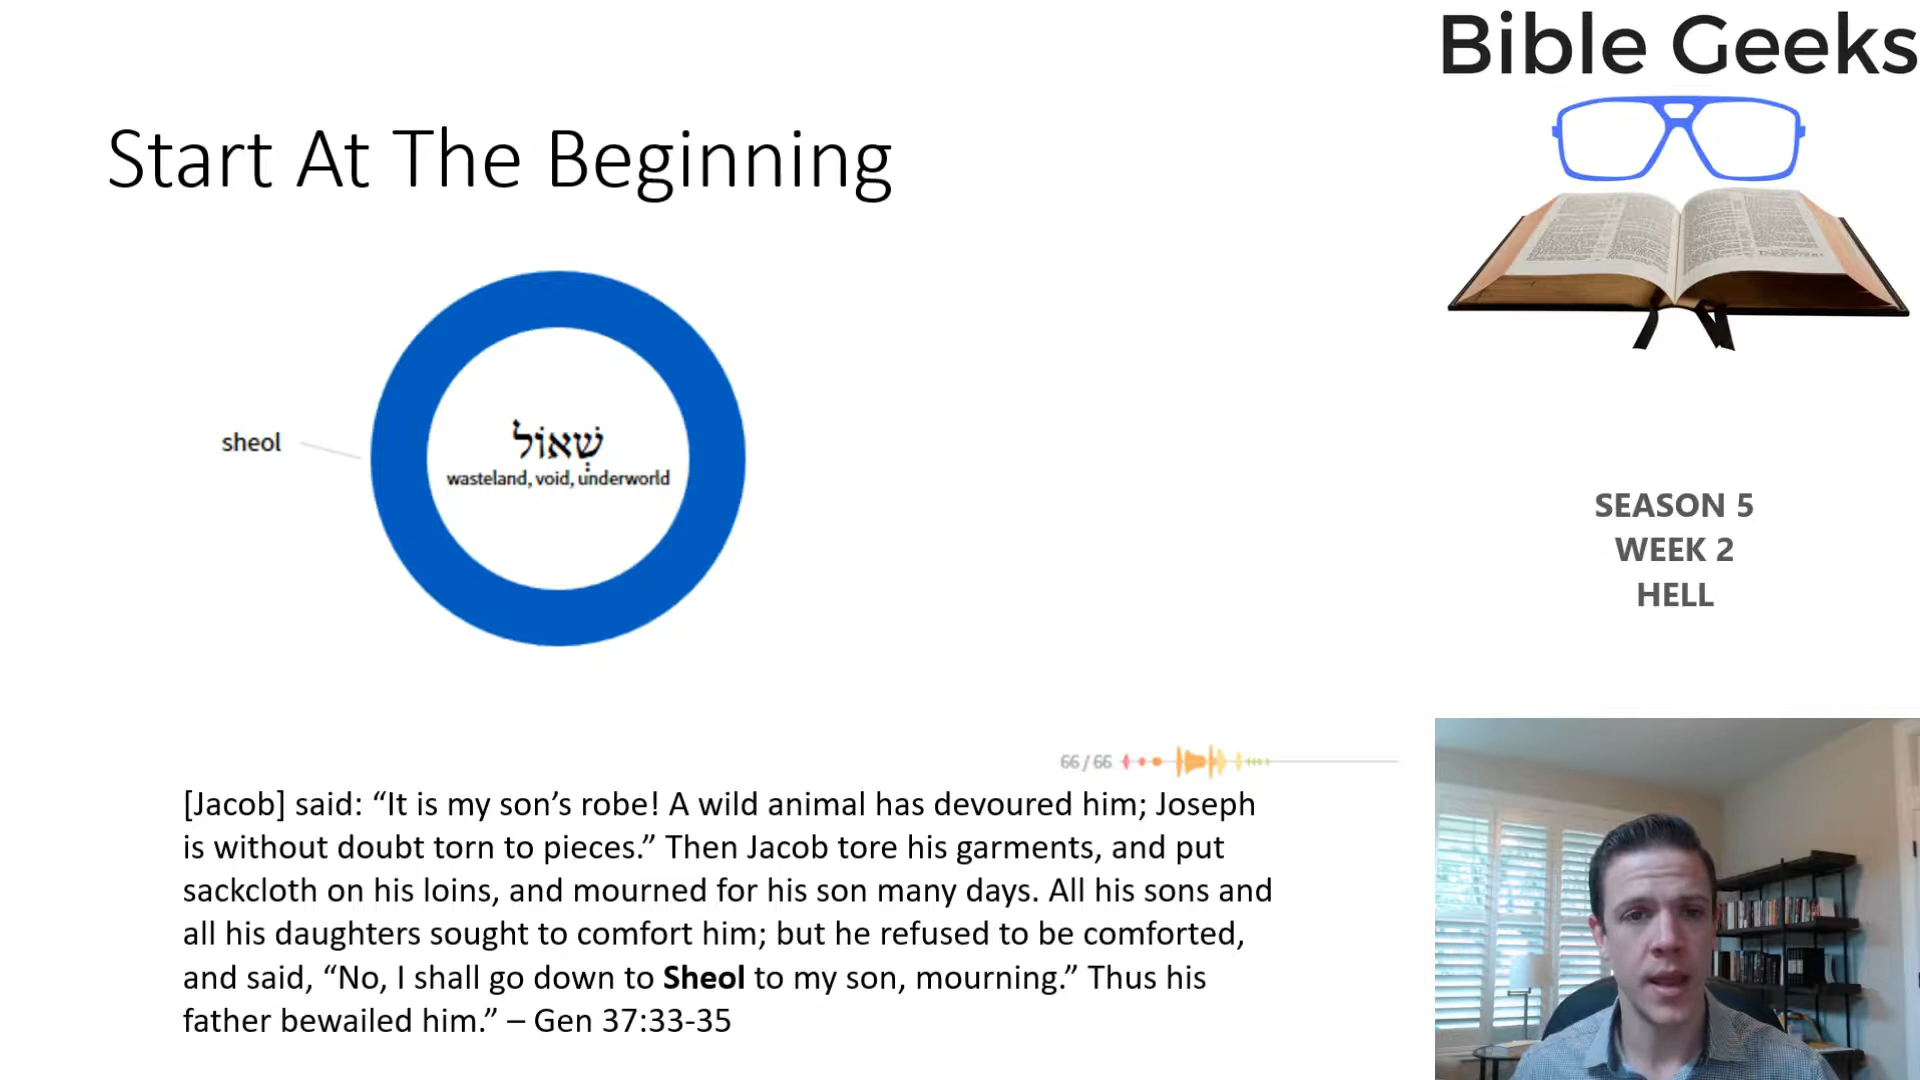 Bible Geeks
Start At The Beginning
sheol
שְׁאוֹל
wasteland, void, underworld
SEASON 5
WEEK 2
HELL
66 / 66
[Jacob] said: “It is my son’s robe! A wild animal has devoured him; Joseph
is without doubt torn to pieces.” Then Jacob tore his garments, and put
sackcloth on his loins, and mourned for his son many days. All his sons and
all his daughters sought to comfort him; but he refused to be comforted,
and said, “No, I shall go down to Sheol to my son, mourning.” Thus his
father bewailed him.” – Gen 37:33-35